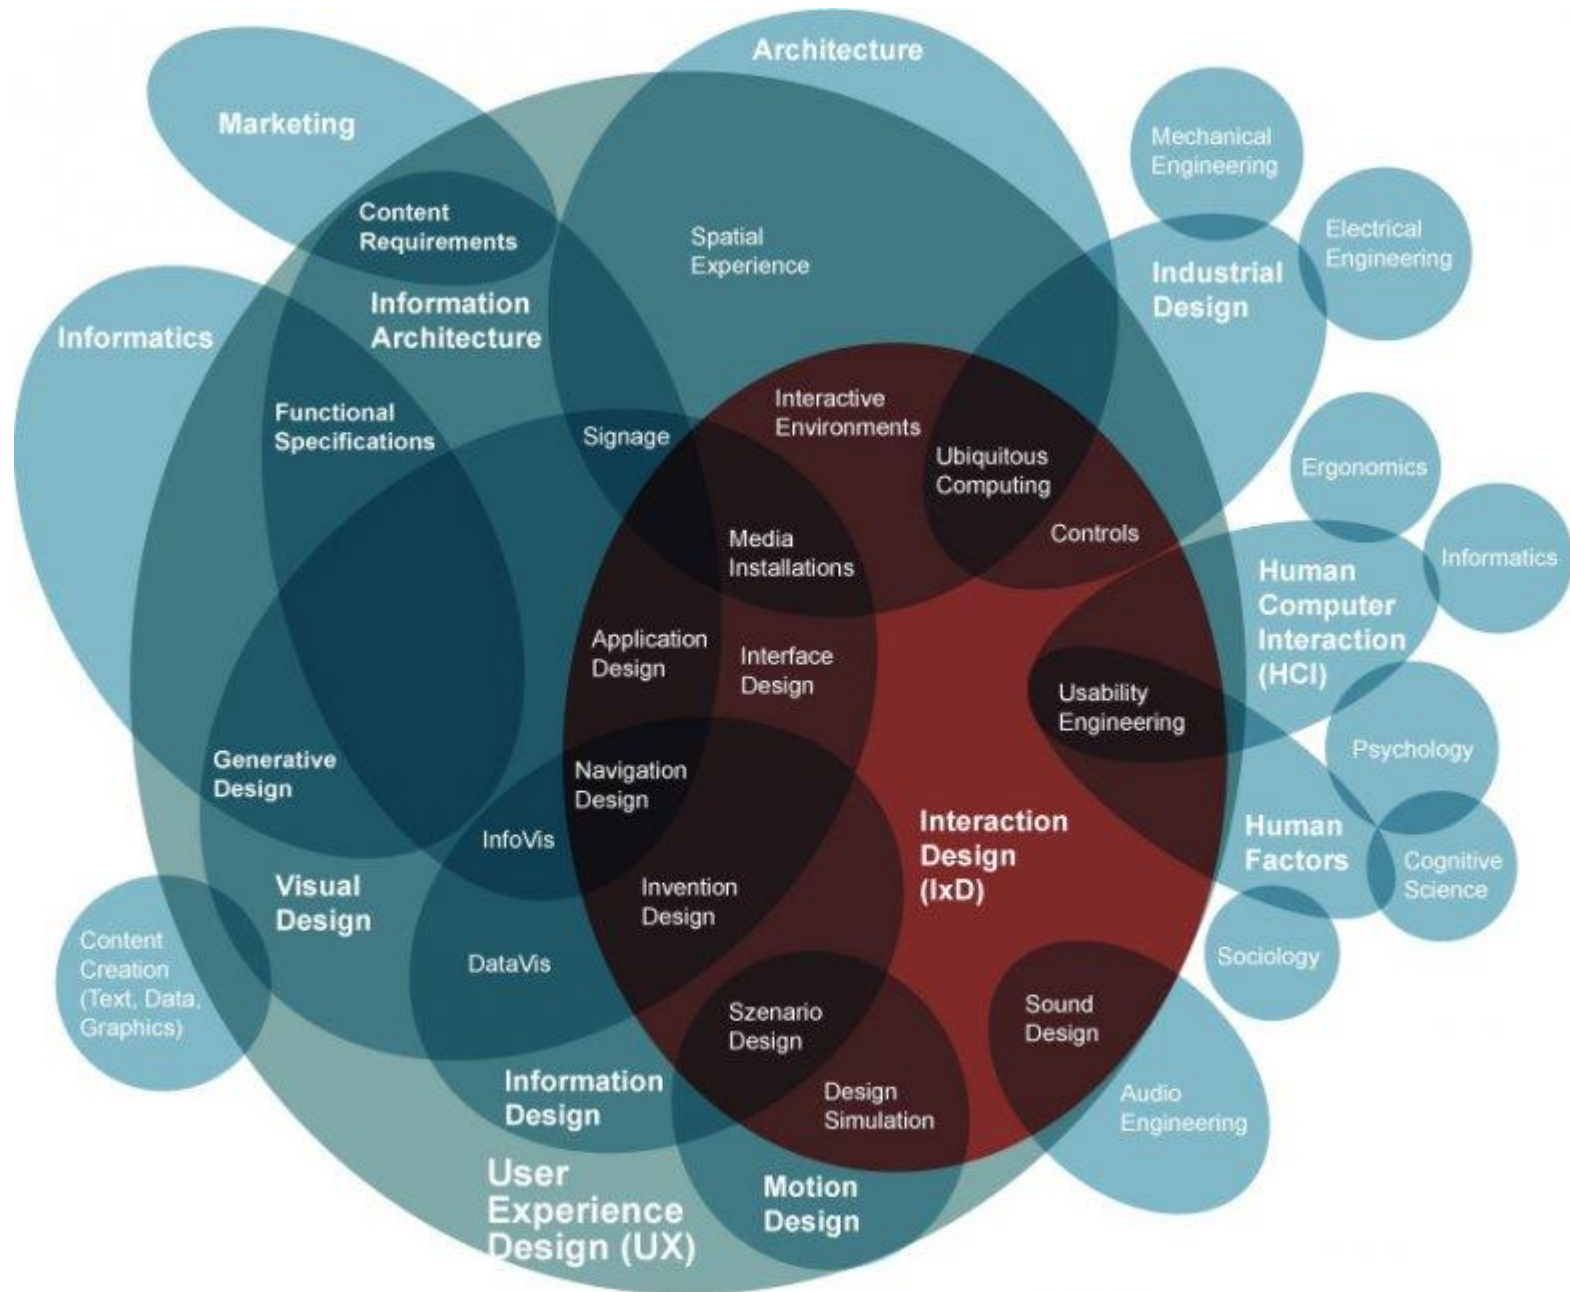 Architecture
Marketing
Mechanical
Engineering
Content
Requirements
Spatial
Experience
Electrical
Engineering
Industrial
Design
Information
Architecture
Informatics
Functional
Specifications
Signage
Interactive
Environments
Ubiquitous
Computing
Ergonomics
Controls
Media
Installations
Informatics
Human
Computer
Interaction
(HCI)
Application
Design
Interface
Design
Usability
Engineering
Psychology
Generative
Design
Navigation
Design
InfoVis
Interaction
Design
(IxD)
Human
Factors
Cognitive
Science
Visual
Design
Invention
Design
Content
Creation
(Text, Data,
Graphics)
DataVis
Sociology
Szenario
Design
Sound
Design
Information
Design
Design
Simulation
Audio
Engineering
User
Experience
Design (UX)
Motion
Design